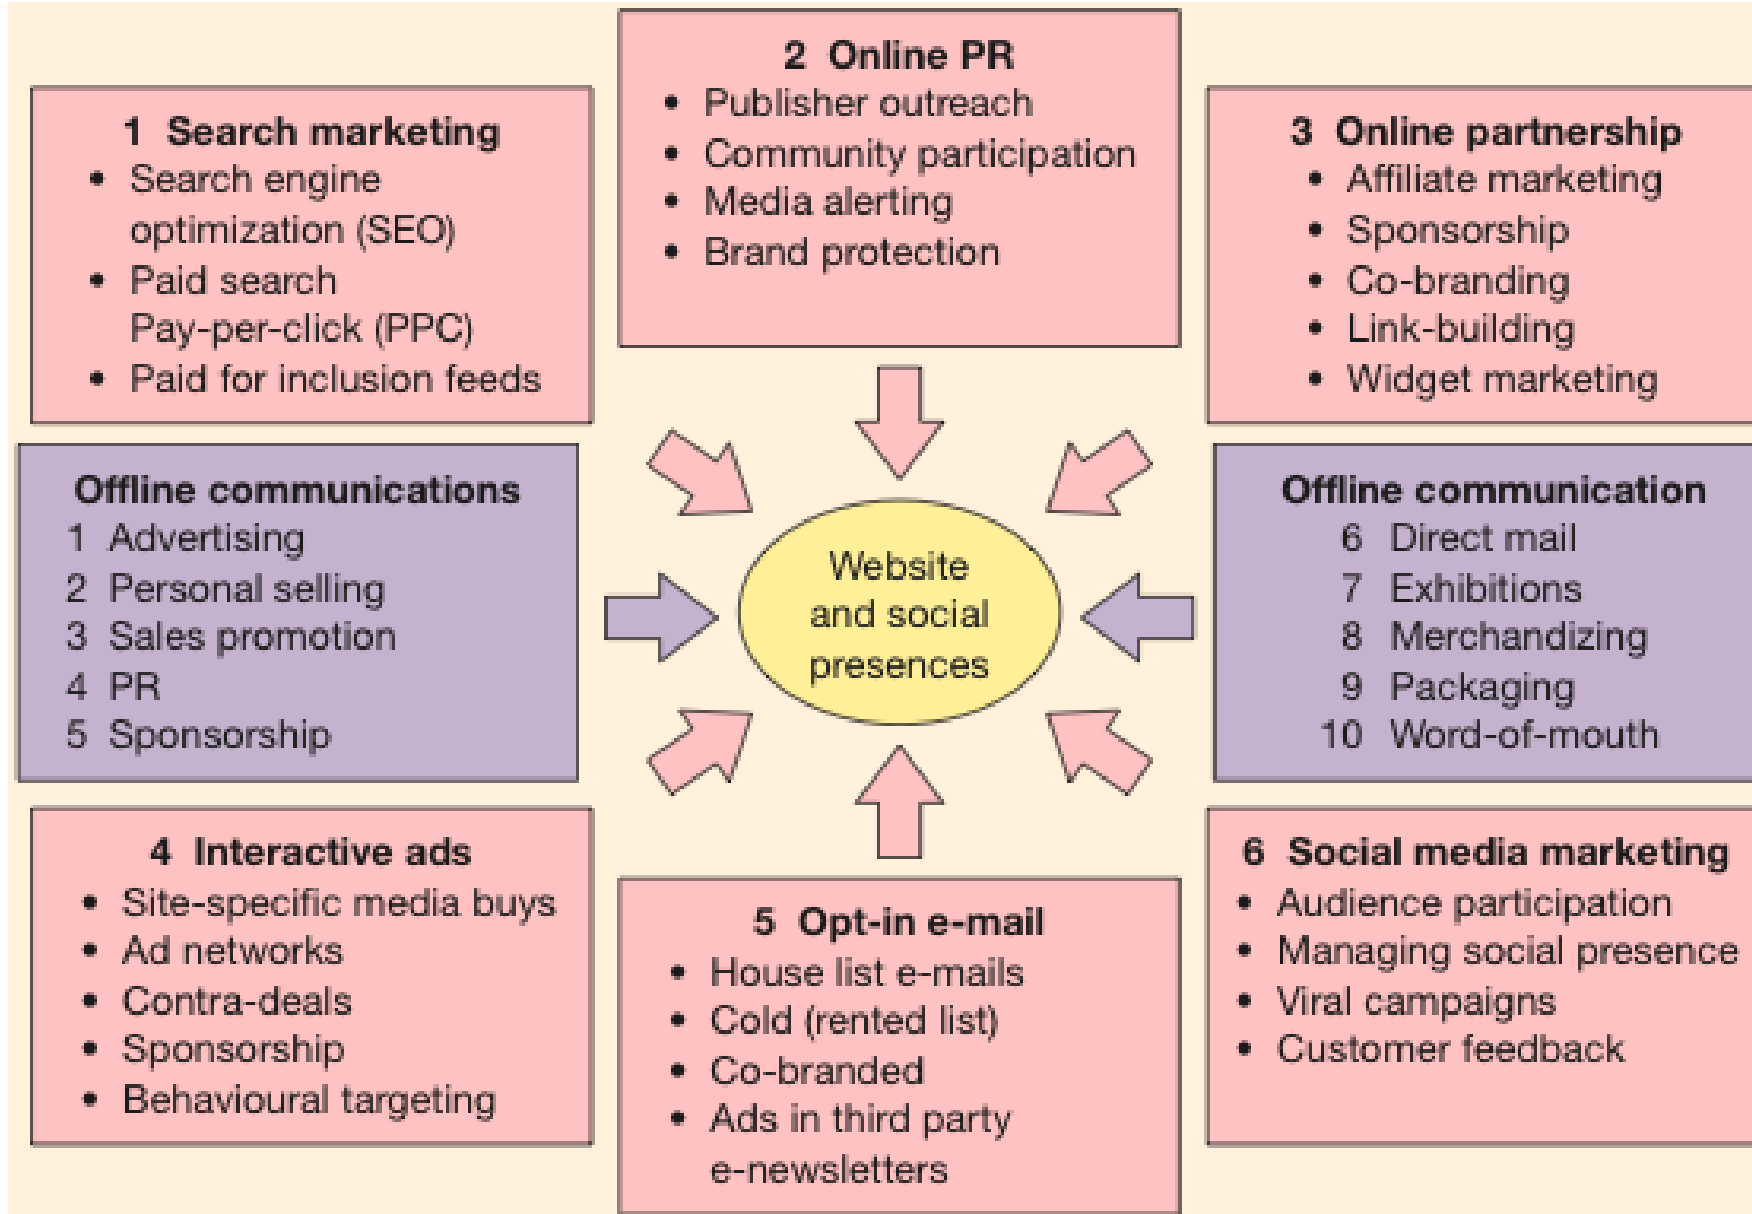 2 Online PR
• Publisher outreach
• Community participation
• Media alerting
• Brand protection
1 Search marketing
• Search engine
optimization (SEO)
• Paid search
Pay-per-click (PPC)
• Paid for inclusion feeds
3 Online partnership
• Affiliate marketing
• Sponsorship
• Co-branding
• Link-building
• Widget marketing
Offline communications
1 Advertising
2 Personal selling
3 Sales promotion
4 PR
5 Sponsorship
Website
and social
presences
Offline communication
6 Direct mail
7 Exhibitions
8 Merchandizing
9 Packaging
10 Word-of-mouth
4 Interactive ads
• Site-specific media buys
• Ad networks
• Contra-deals
• Sponsorship
• Behavioural targeting
5 Opt-in e-mail
• House list e-mails
• Cold (rented list)
• Co-branded
• Ads in third party
e-newsletters
6 Social media marketing
• Audience participation
• Managing social presence
• Viral campaigns
• Customer feedback